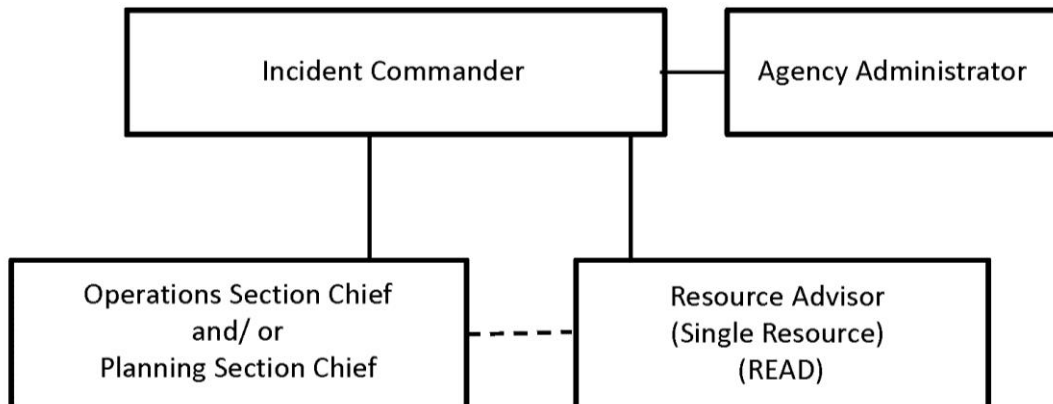 Incident Commander
Agency Administrator
Operations Section Chief
and/ or
Planning Section Chief
Resource Advisor
(Single Resource)
(READ)